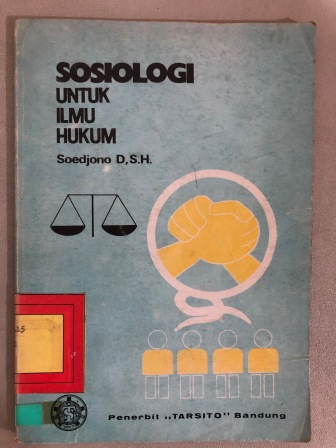 SOSIOLOGI
UNTUK
ILMU
HUKUM
Soedjono D,S.H.
Penerbit „TARSITO" Bandung